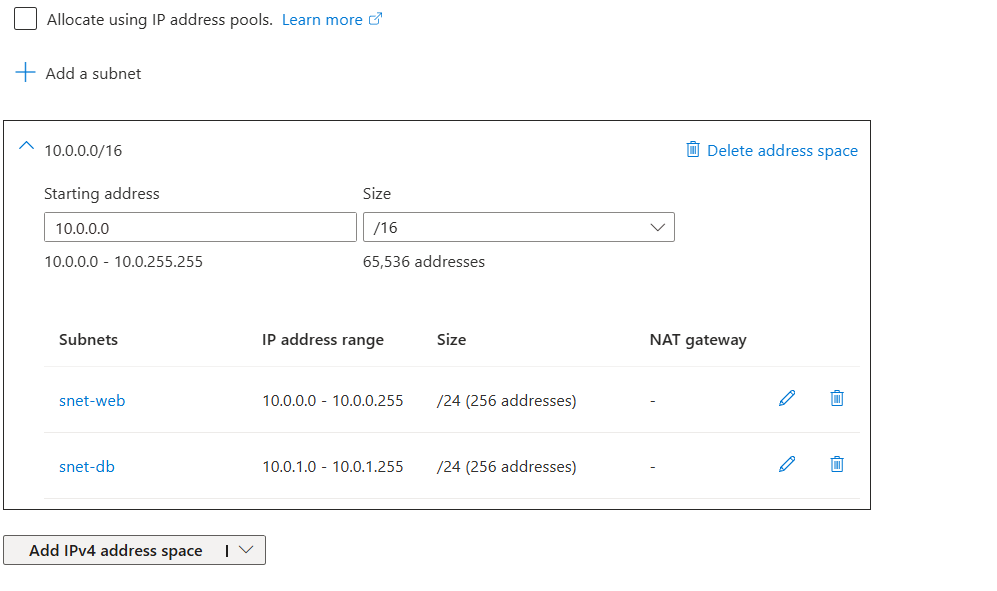 Allocate using IP address pools. Learn more
Add a subnet
10.0.0.0/16 Delete address space
Starting address Size
10.0.0.0 /16
10.0.0.0 - 10.0.255.255 65,536 addresses
Subnets IP address range Size NAT gateway
snet-web 10.0.0.0 - 10.0.0.255 /24 (256 addresses) -
snet-db 10.0.1.0 - 10.0.1.255 /24 (256 addresses) -
Add IPv4 address space |